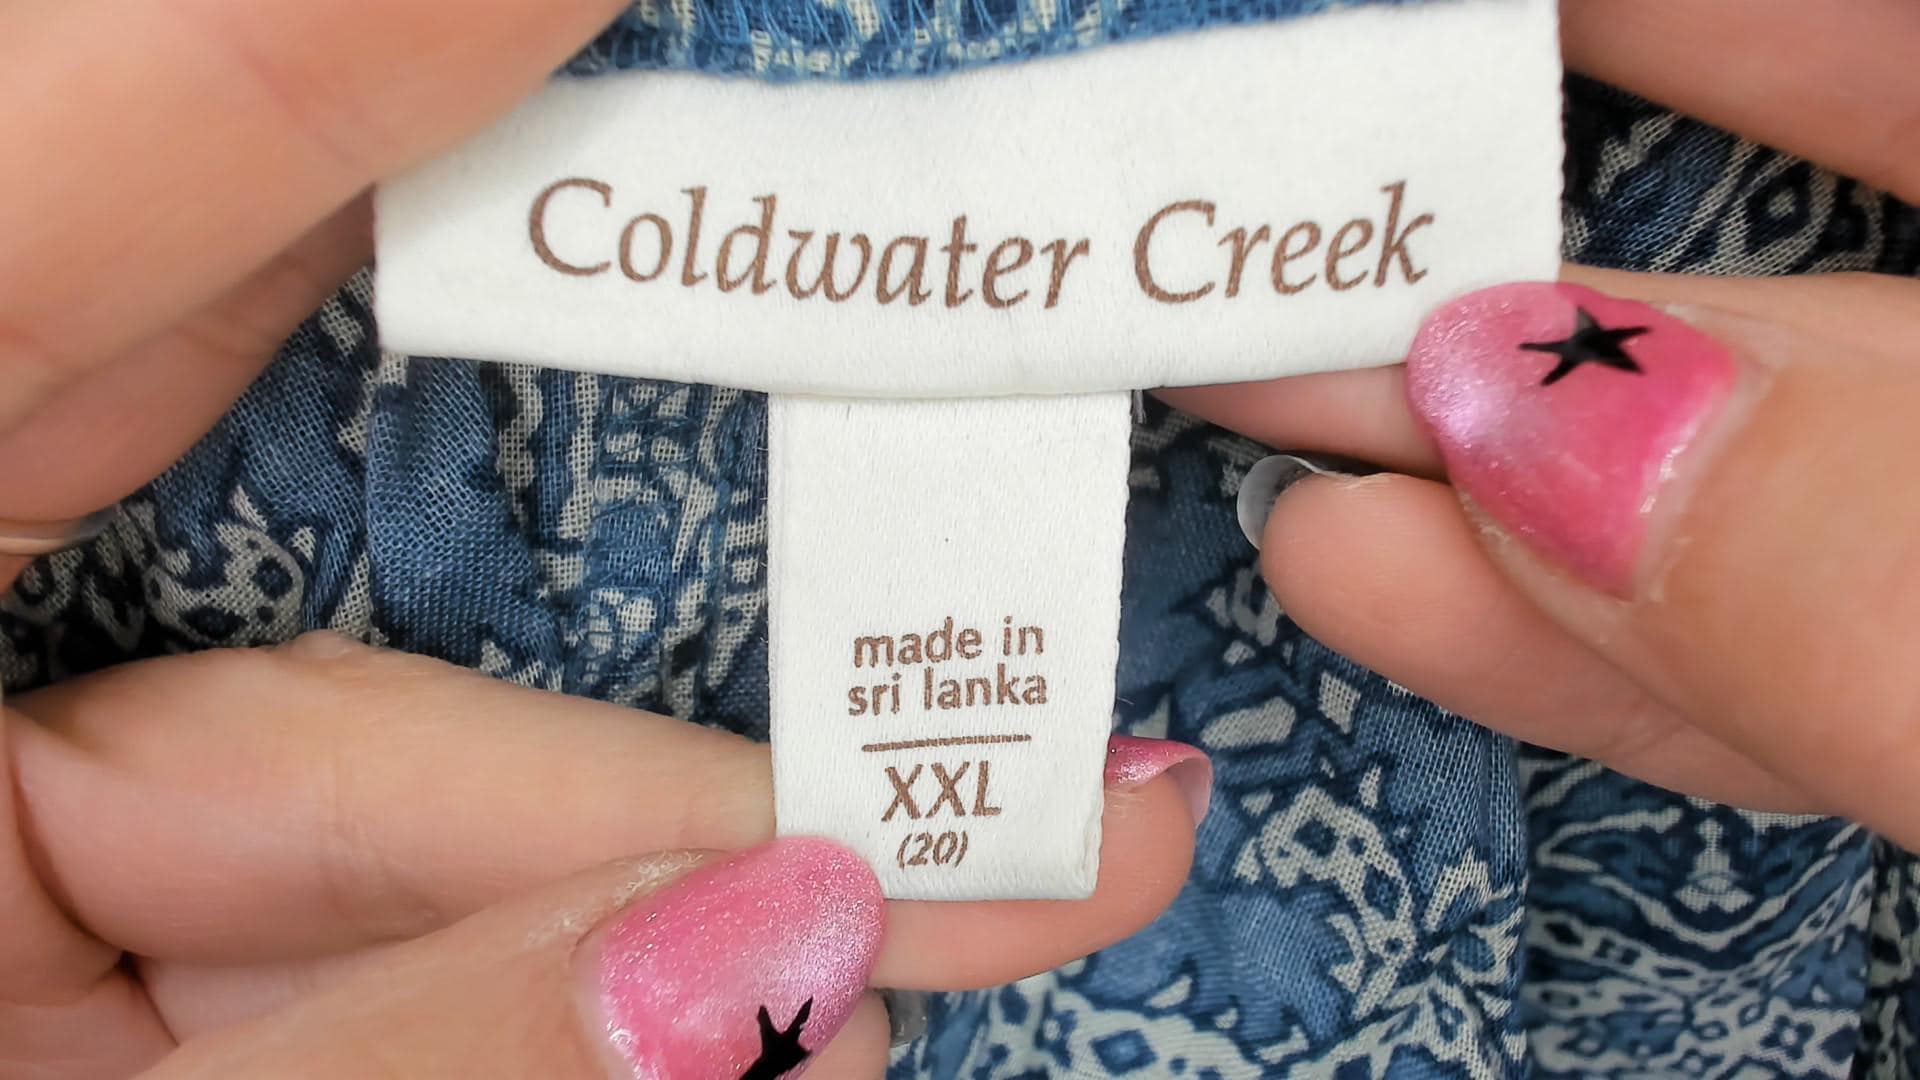 Coldwater Creek
made in
sri lanka
XXL
(20)